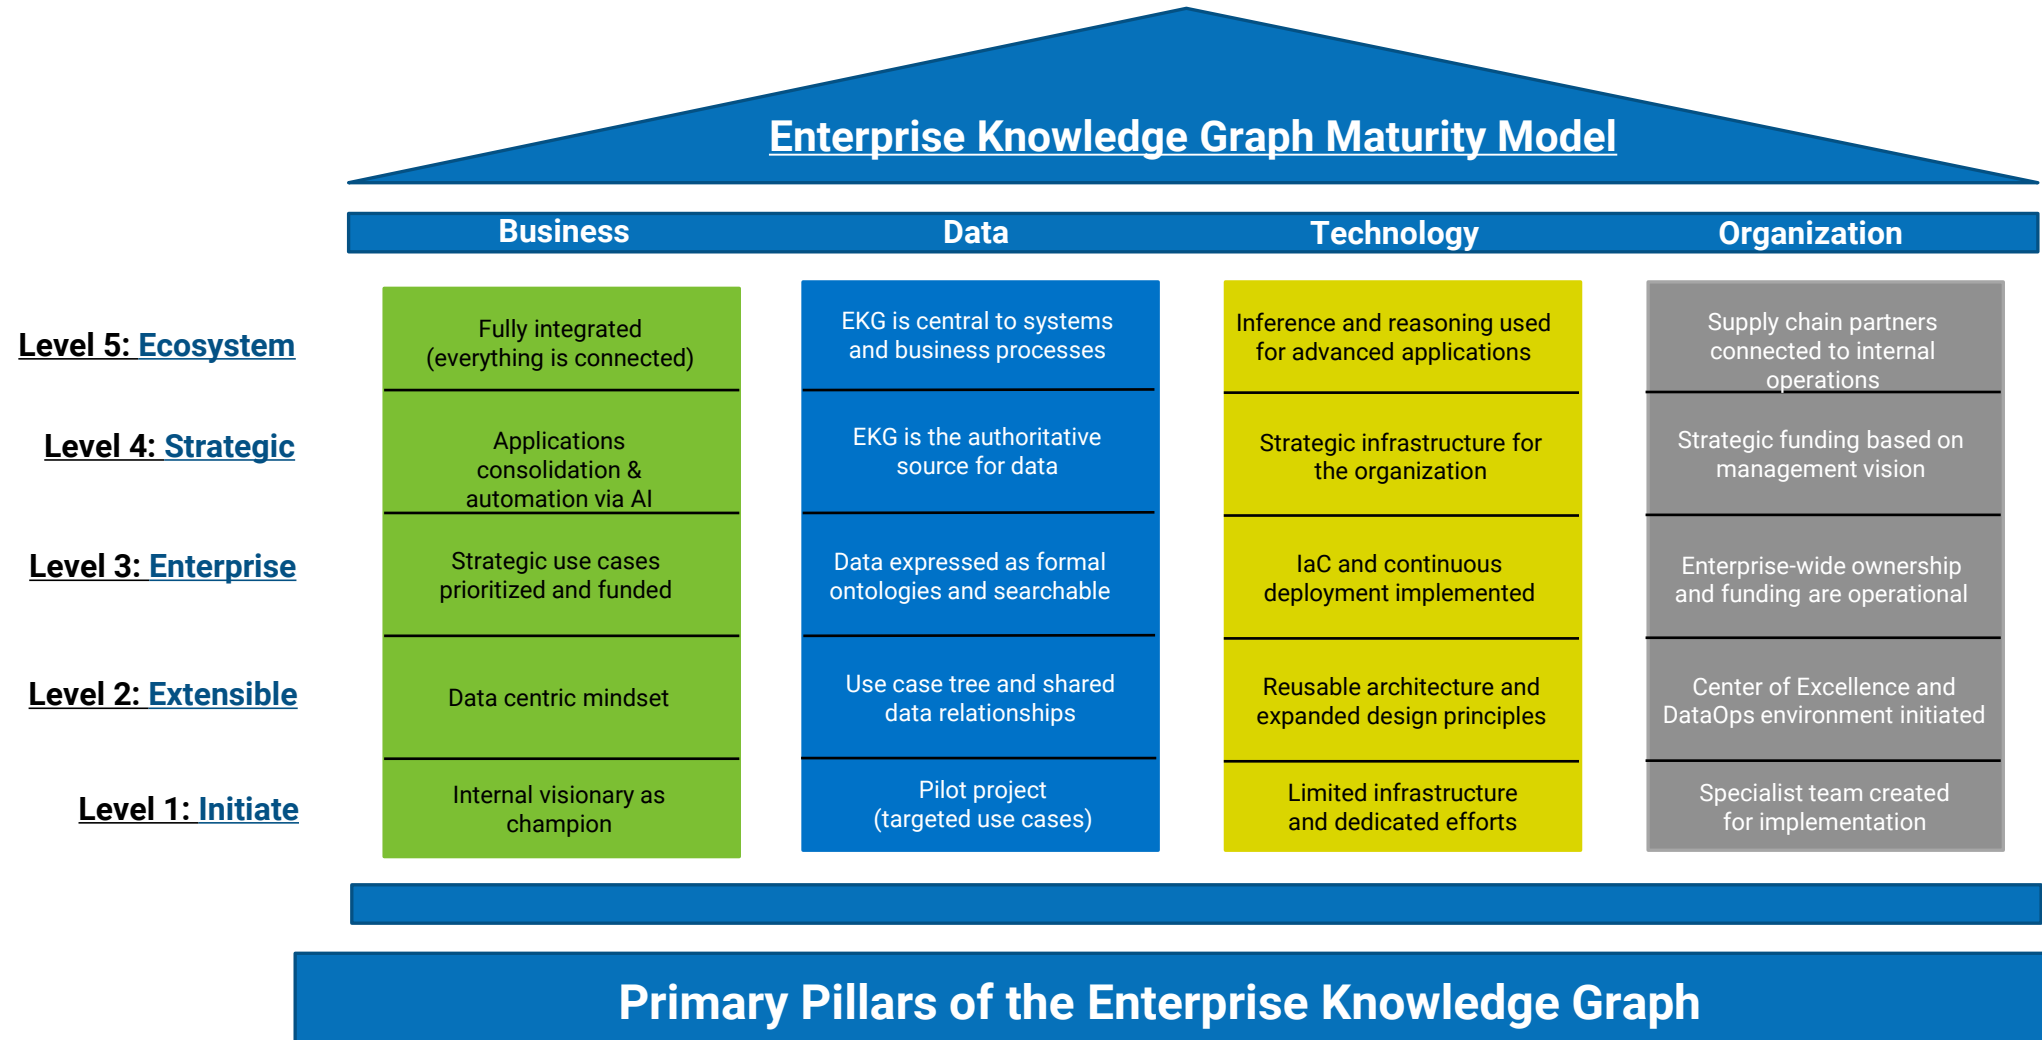 Enterprise Knowledge Graph Maturity Model
Business
Data
Technology
Organization
Level 5: Ecosystem
Fully integrated
(everything is connected)
EKG is central to systems
and business processes
Inference and reasoning used
for advanced applications
Supply chain partners
connected to internal
operations
Level 4: Strategic
Applications
consolidation &
automation via AI
EKG is the authoritative
source for data
Strategic infrastructure for
the organization
Strategic funding based on
management vision
Level 3: Enterprise
Strategic use cases
prioritized and funded
Data expressed as formal
ontologies and searchable
IaC and continuous
deployment implemented
Enterprise-wide ownership
and funding are operational
Level 2: Extensible
Data centric mindset
Use case tree and shared
data relationships
Reusable architecture and
expanded design principles
Center of Excellence and
DataOps environment initiated
Level 1: Initiate
Internal visionary as
champion
Pilot project
(targeted use cases)
Limited infrastructure
and dedicated efforts
Specialist team created
for implementation
Primary Pillars of the Enterprise Knowledge Graph